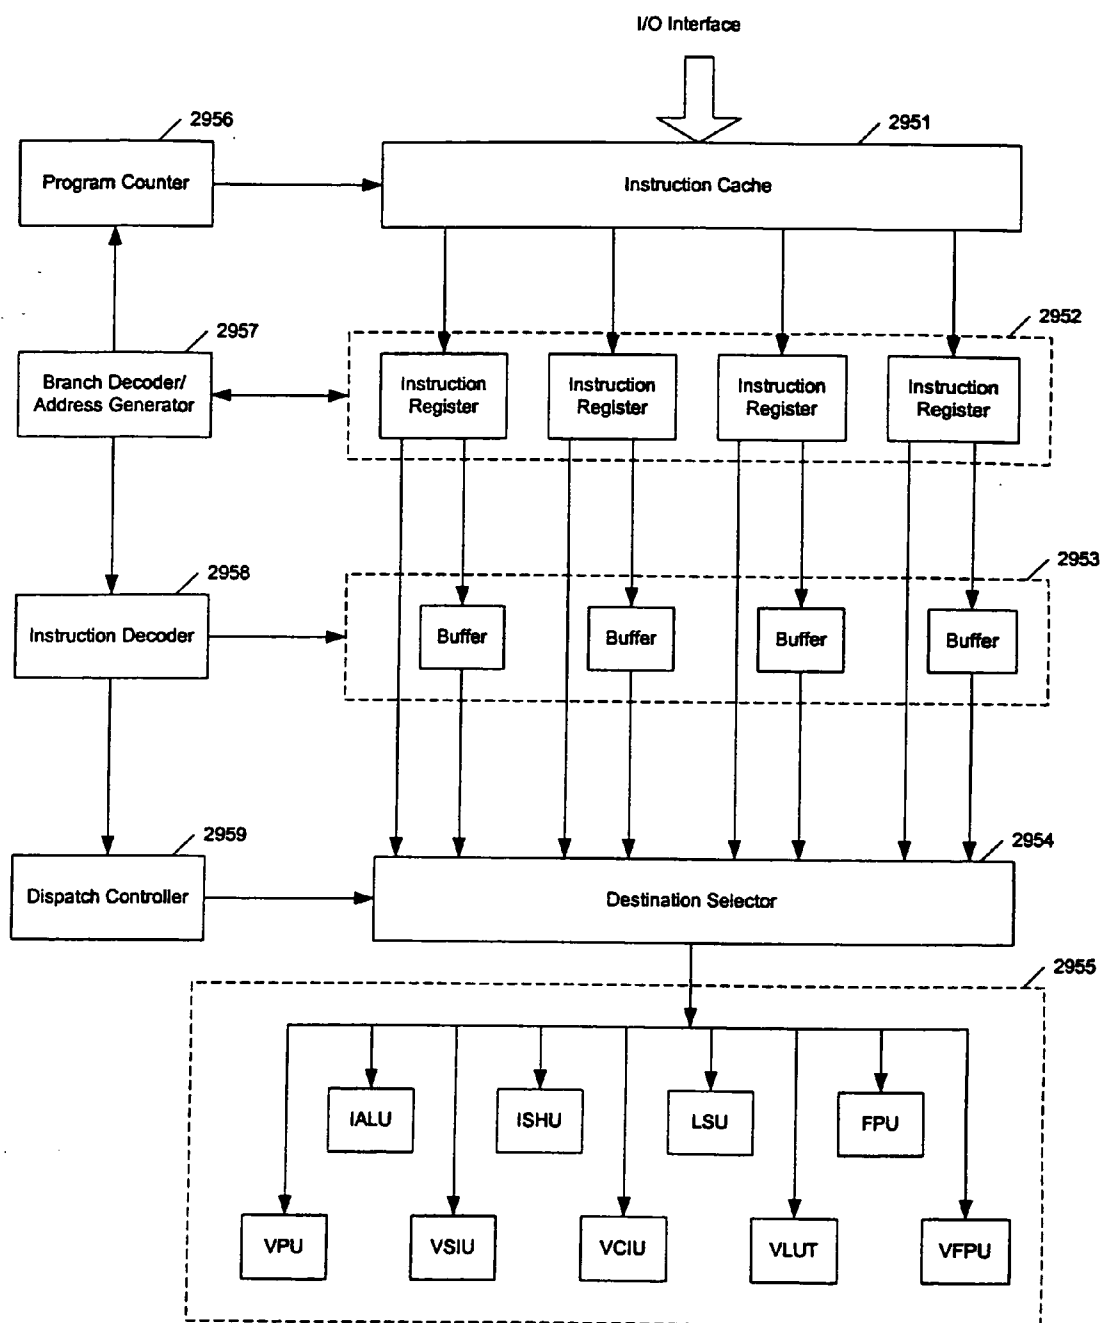 I/O Interface
2956
2951
Program Counter
Instruction Cache
2957
2952
Branch Decoder/
Address Generator
Instruction
Register
Instruction
Register
Instruction
Register
Instruction
Register
2958
2953
Instruction Decoder
Buffer
Buffer
Buffer
Buffer
2959
2954
Dispatch Controller
Destination Selector
2955
IALU
ISHU
LSU
FPU
VPU
VSIU
VCIU
VLUT
VFPU